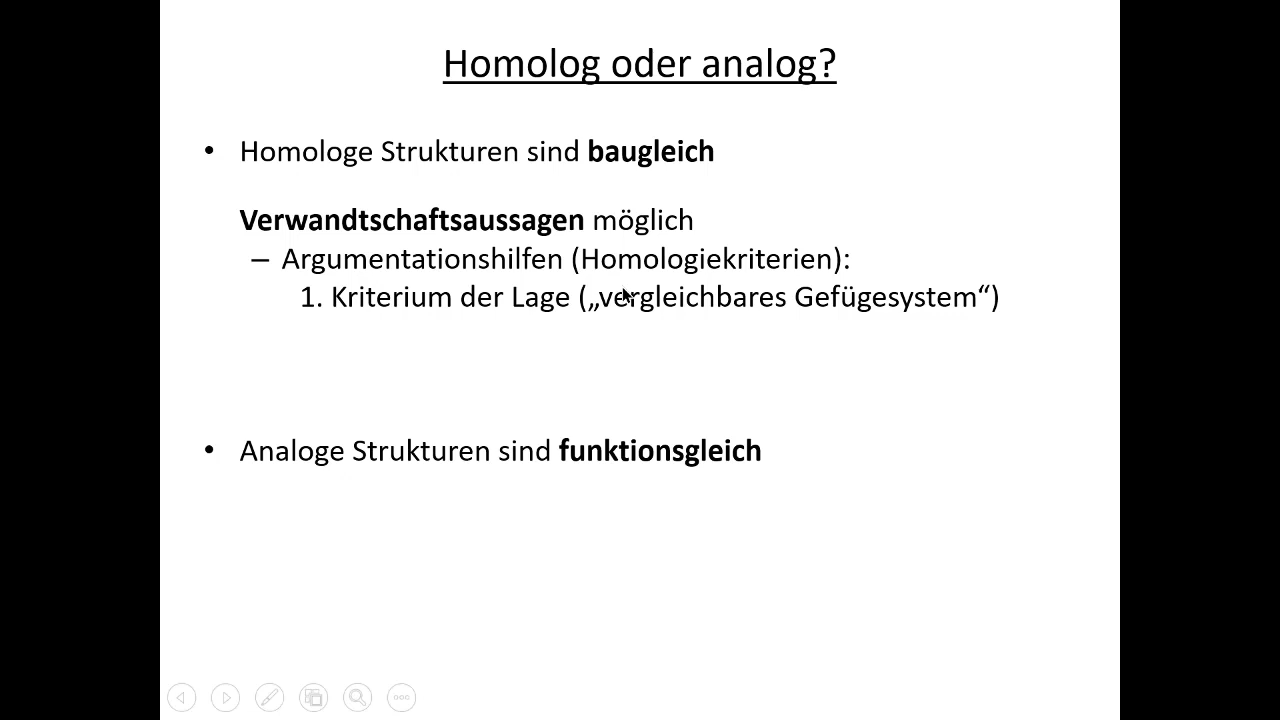 Homolog oder analog?
• Homologe Strukturen sind baugleich
Verwandtschaftsaussagen möglich
– Argumentationshilfen (Homologiekriterien):
1. Kriterium der Lage („vergleichbares Gefügesystem“)
• Analoge Strukturen sind funktionsgleich